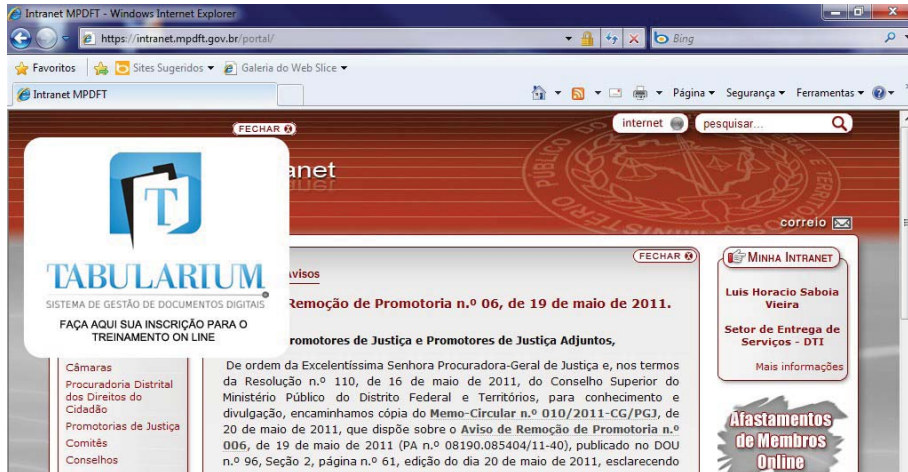 Intranet MPDFT - Windows Internet Explorer
https://intranet.mpdft.gov.br/portal/
Bing
Favoritos
Sites Sugeridos
Galeria do Web Slice
Intranet MPDFT
Página
Segurança
Ferramentas
FECHAR
internet
pesquisar...
anet
correio
TABULARIUM
SISTEMA DE GESTÃO DE DOCUMENTOS DIGITAIS
FAÇA AQUI SUA INSCRIÇÃO PARA O
TREINAMENTO ON LINE
Câmaras
Procuradoria Distrital
dos Direitos do
Cidadão
Promotorias de Justiça
Comitês
Conselhos
FECHAR
Avisos
Remoção de Promotoria n.º 06, de 19 de maio de 2011.
romotores de Justiça e Promotores de Justiça Adjuntos,
De ordem da Excelentíssima Senhora Procuradora-Geral de Justiça e, nos termos
da Resolução n.º 110, de 16 de maio de 2011, do Conselho Superior do
Ministério Público do Distrito Federal e Territórios, para conhecimento e
divulgação, encaminhamos cópia do Memo-Circular n.º 010/2011-CG/PGJ, de
20 de maio de 2011, que dispõe sobre o Aviso de Remoção de Promotoria n.º
006, de 19 de maio de 2011 (PA n.º 08190.085404/11-40), publicado no DOU
n.º 96, Seção 2, página n.º 61, edição do dia 20 de maio de 2011, esclarecendo
MINHA INTRANET
Luis Horacio Saboia
Vieira
Setor de Entrega de
Serviços - DTI
Mais informações
Afastamentos
de Membros
Online